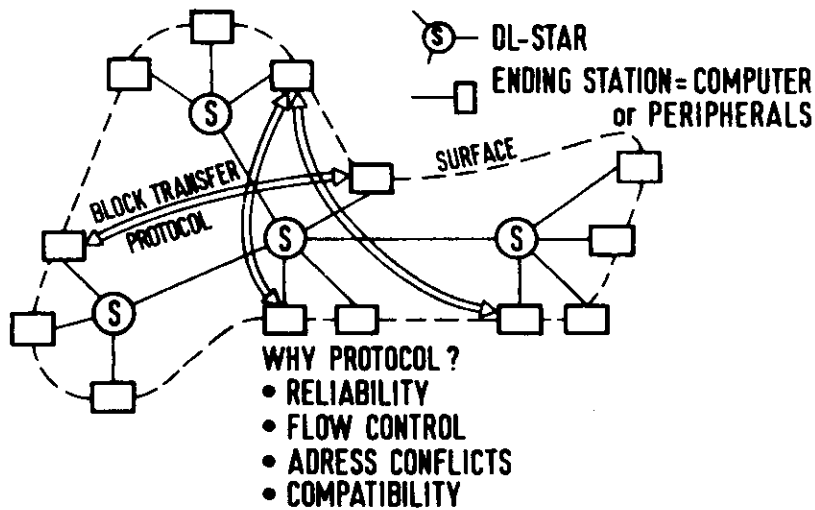 S DL-STAR
ENDING STATION = COMPUTER
or PERIPHERALS
S
SURFACE
BLOCK TRANSFER
PROTOCOL
S
S
S
WHY PROTOCOL?
• RELIABILITY
• FLOW CONTROL
• ADRESS CONFLICTS
• COMPATIBILITY